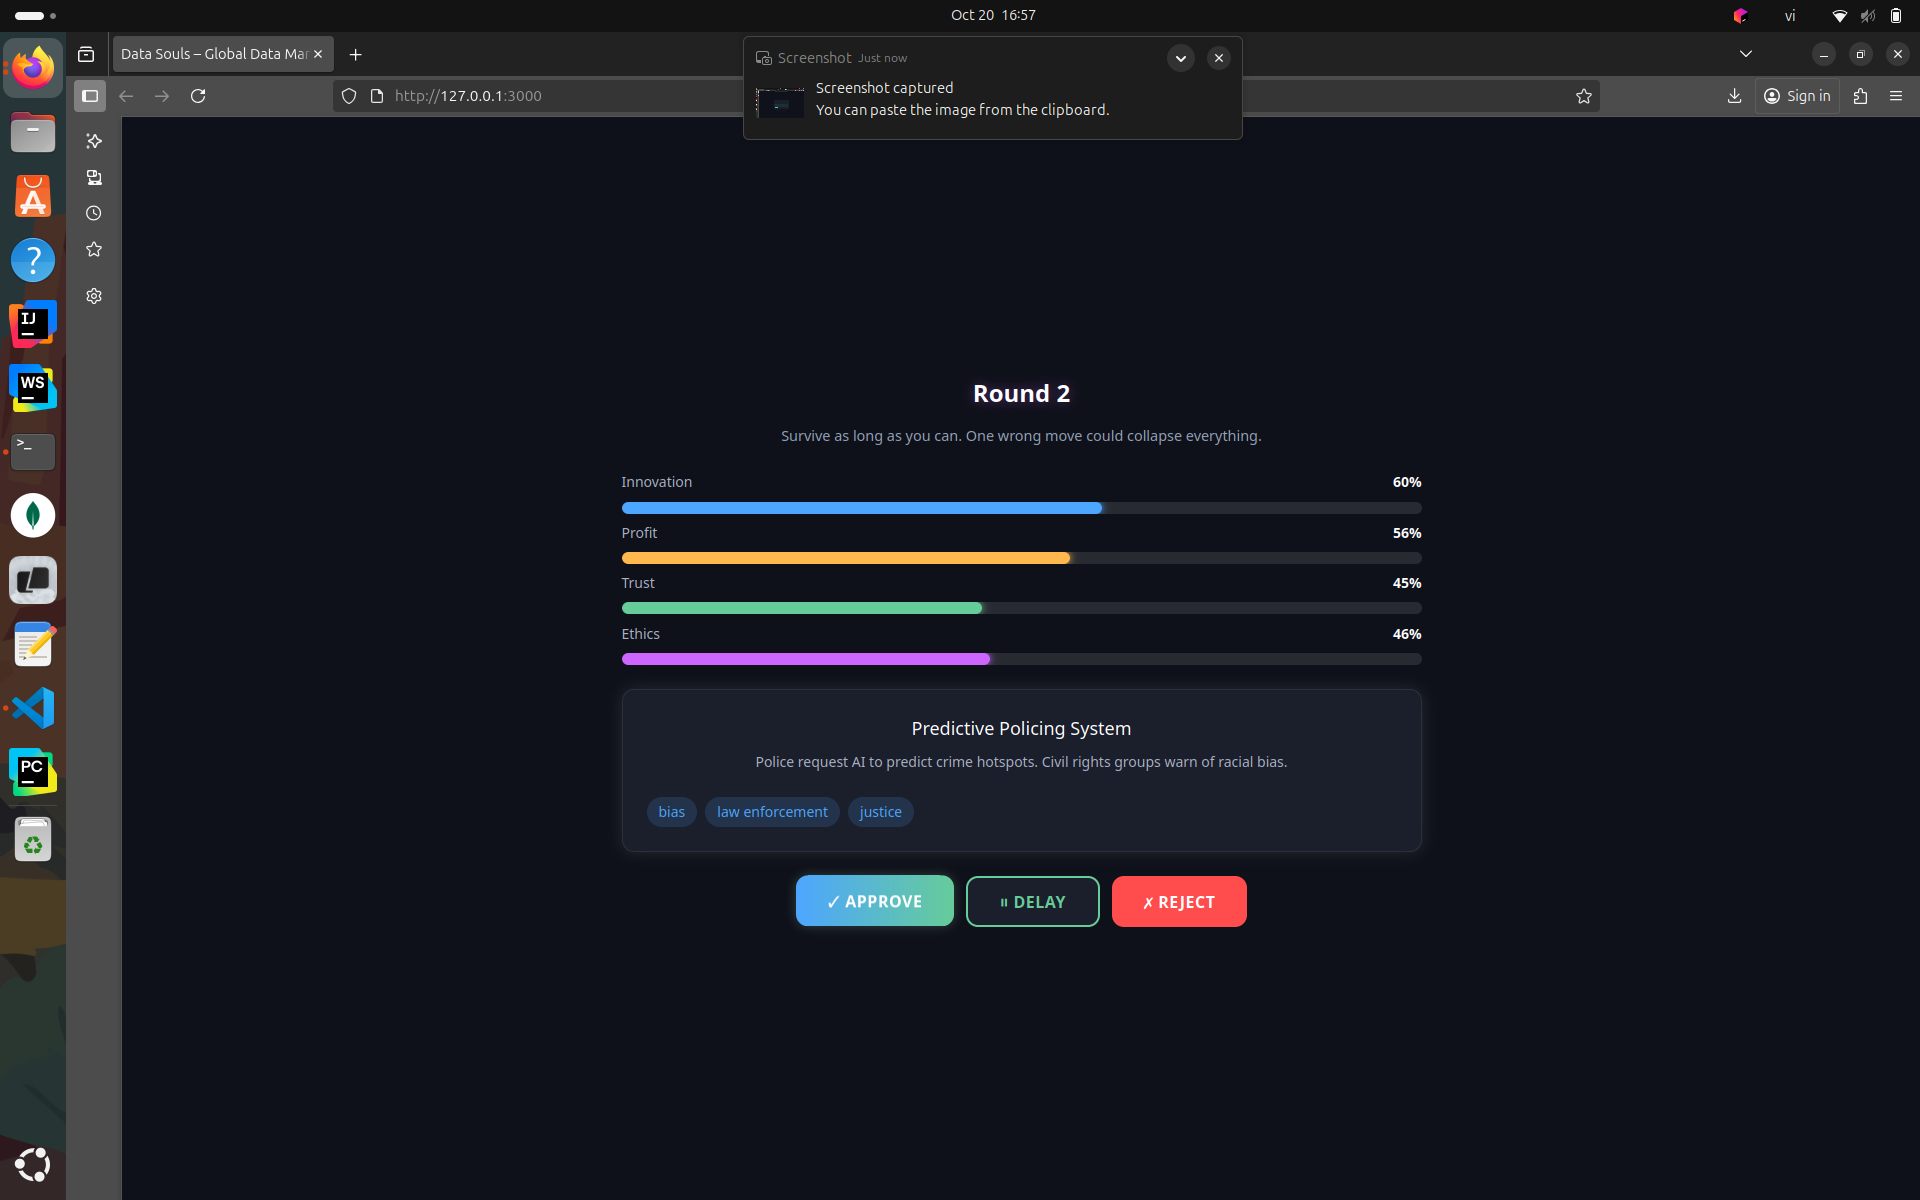 Oct 20 16:57
vi
Data Souls – Global Data Mar
Screenshot Just now
Screenshot captured
You can paste the image from the clipboard.
http://127.0.0.1:3000
Sign in
Round 2
Survive as long as you can. One wrong move could collapse everything.
Innovation 60%
Profit 56%
Trust 45%
Ethics 46%
Predictive Policing System
Police request AI to predict crime hotspots. Civil rights groups warn of racial bias.
bias law enforcement justice
✓ APPROVE ⏸ DELAY ✗ REJECT
IJ
WS
>_
PC